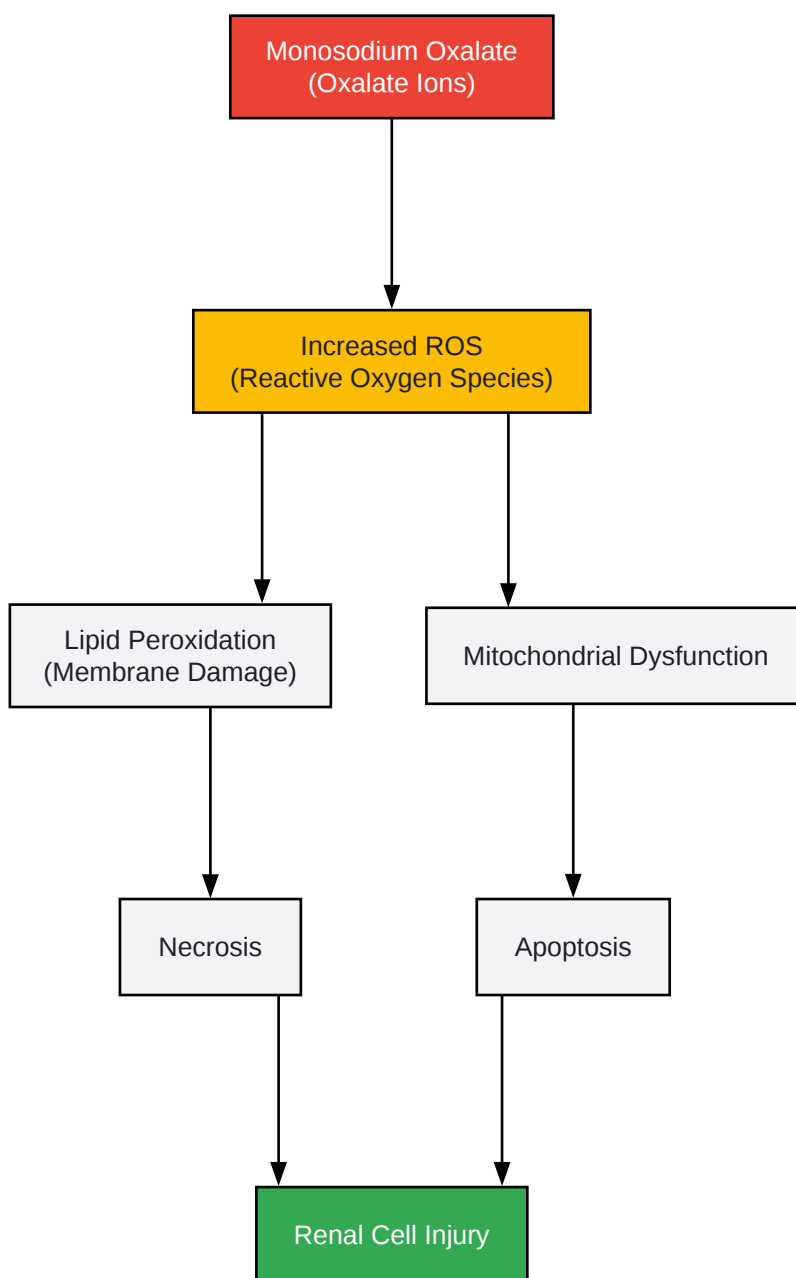 Monosodium Oxalate
(Oxalate Ions)
Increased ROS
(Reactive Oxygen Species)
Lipid Peroxidation
(Membrane Damage)
Mitochondrial Dysfunction
Necrosis
Apoptosis
Renal Cell Injury